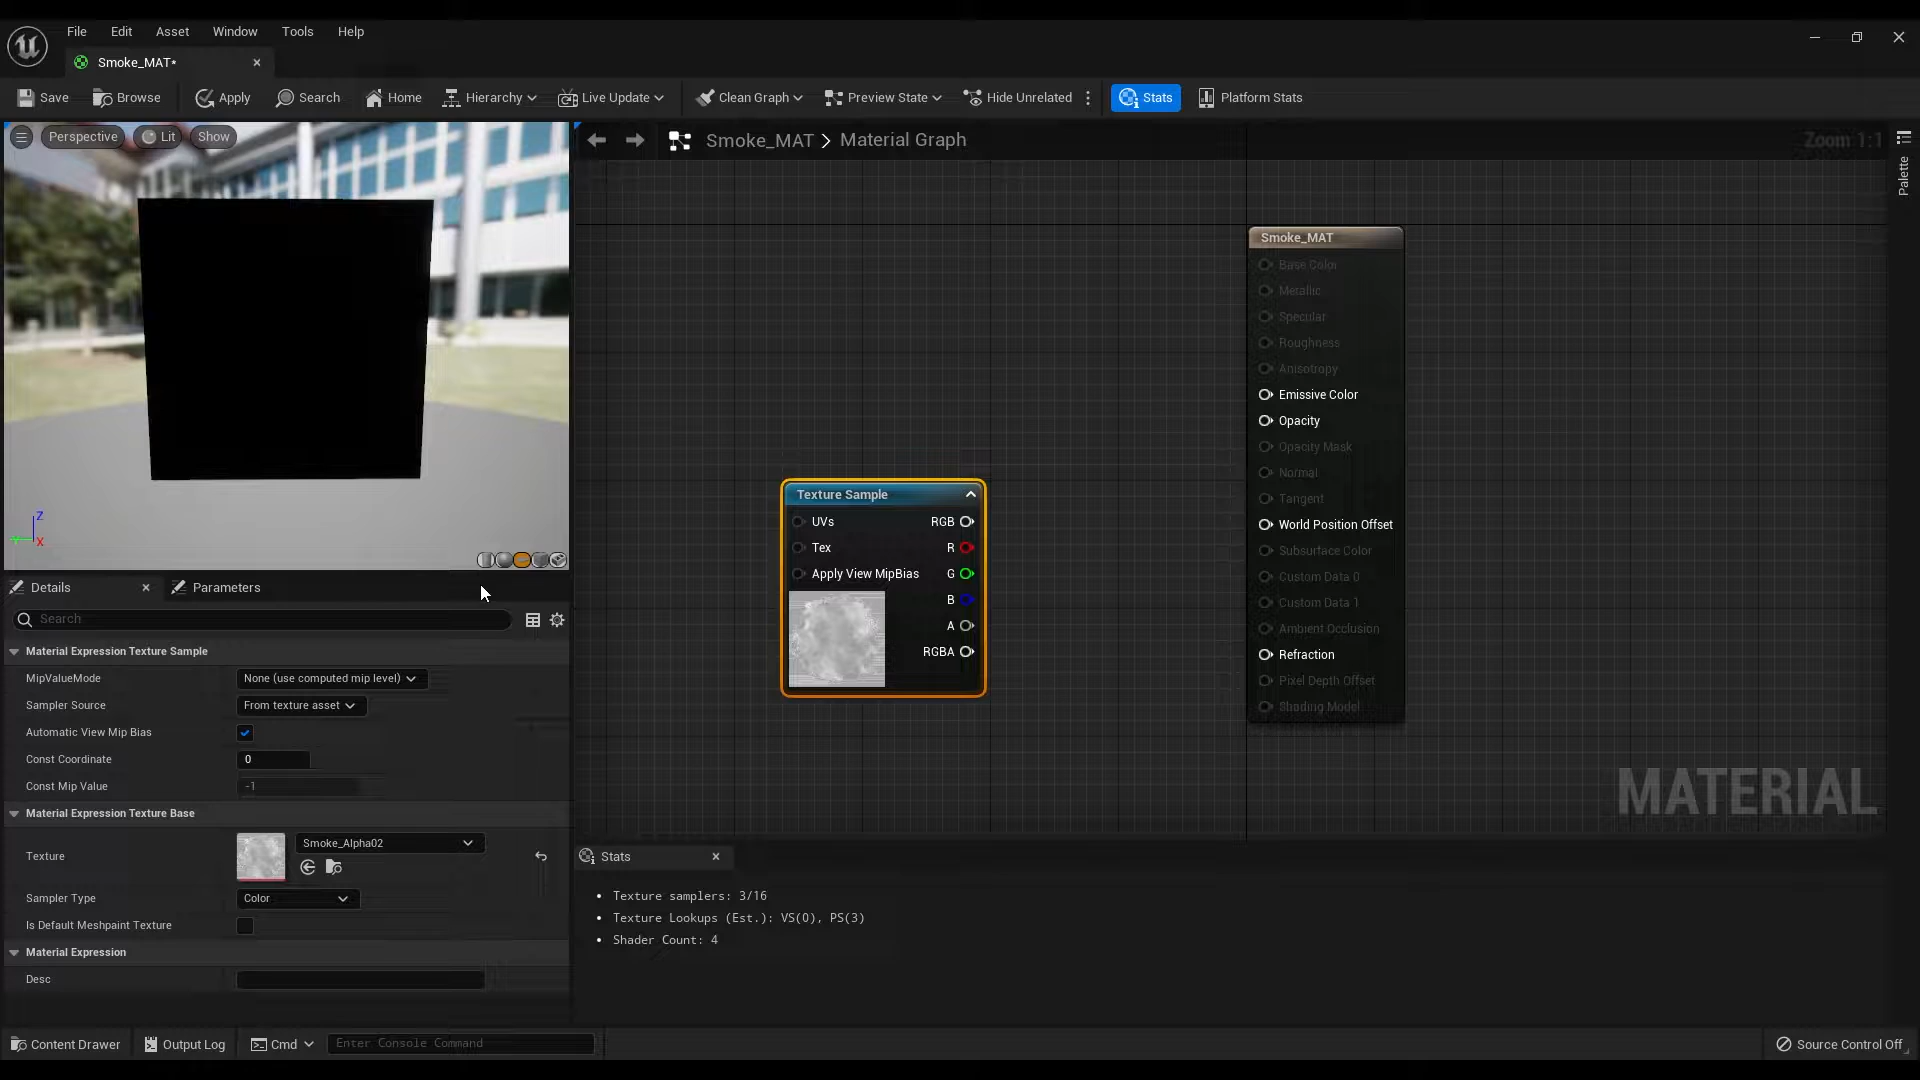 File Edit Asset Window Tools Help
Smoke_MAT*
Save Browse Apply Search Home Hierarchy Live Update Clean Graph Preview State Hide Unrelated Stats Platform Stats
Perspective Lit Show
Smoke_MAT > Material Graph
Zoom 1:1
Palette
Smoke_MAT
Base Color
Metallic
Specular
Roughness
Anisotropy
Emissive Color
Opacity
Opacity Mask
Normal
Tangent
World Position Offset
Subsurface Color
Custom Data 0
Custom Data 1
Ambient Occlusion
Refraction
Pixel Depth Offset
Shading Model
Texture Sample
UVs RGB
Tex R
Apply View MipBias G
B
A
RGBA
MATERIAL
Z
X
Details Parameters
Search
Material Expression Texture Sample
MipValueMode None (use computed mip level)
Sampler Source From texture asset
Automatic View Mip Bias
Const Coordinate 0
Const Mip Value -1
Material Expression Texture Base
Texture Smoke_Alpha02
Sampler Type Color
Is Default Meshpaint Texture
Material Expression
Desc
Stats
• Texture samplers: 3/16
• Texture Lookups (Est.): VS(0), PS(3)
• Shader Count: 4
Content Drawer Output Log Cmd Enter Console Command Source Control Off